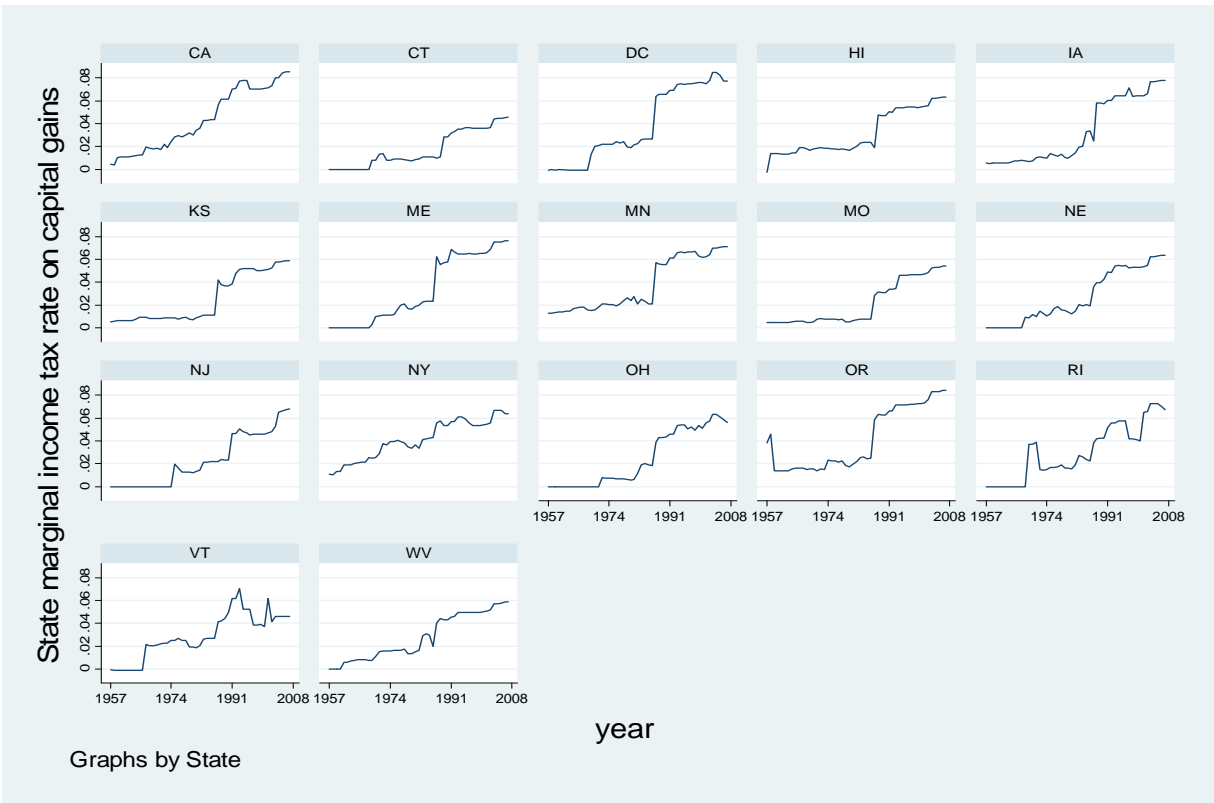 State marginal income tax rate on capital gains
CA CT DC HI IA
0 .02 .04 .06 .08
KS ME MN MO NE
0 .02 .04 .06 .08
NJ NY OH OR RI
0 .02 .04 .06 .08
1957 1974 1991 2008 1957 1974 1991 2008 1957 1974 1991 2008
VT WV
0 .02 .04 .06 .08
1957 1974 1991 2008 1957 1974 1991 2008
year
Graphs by State